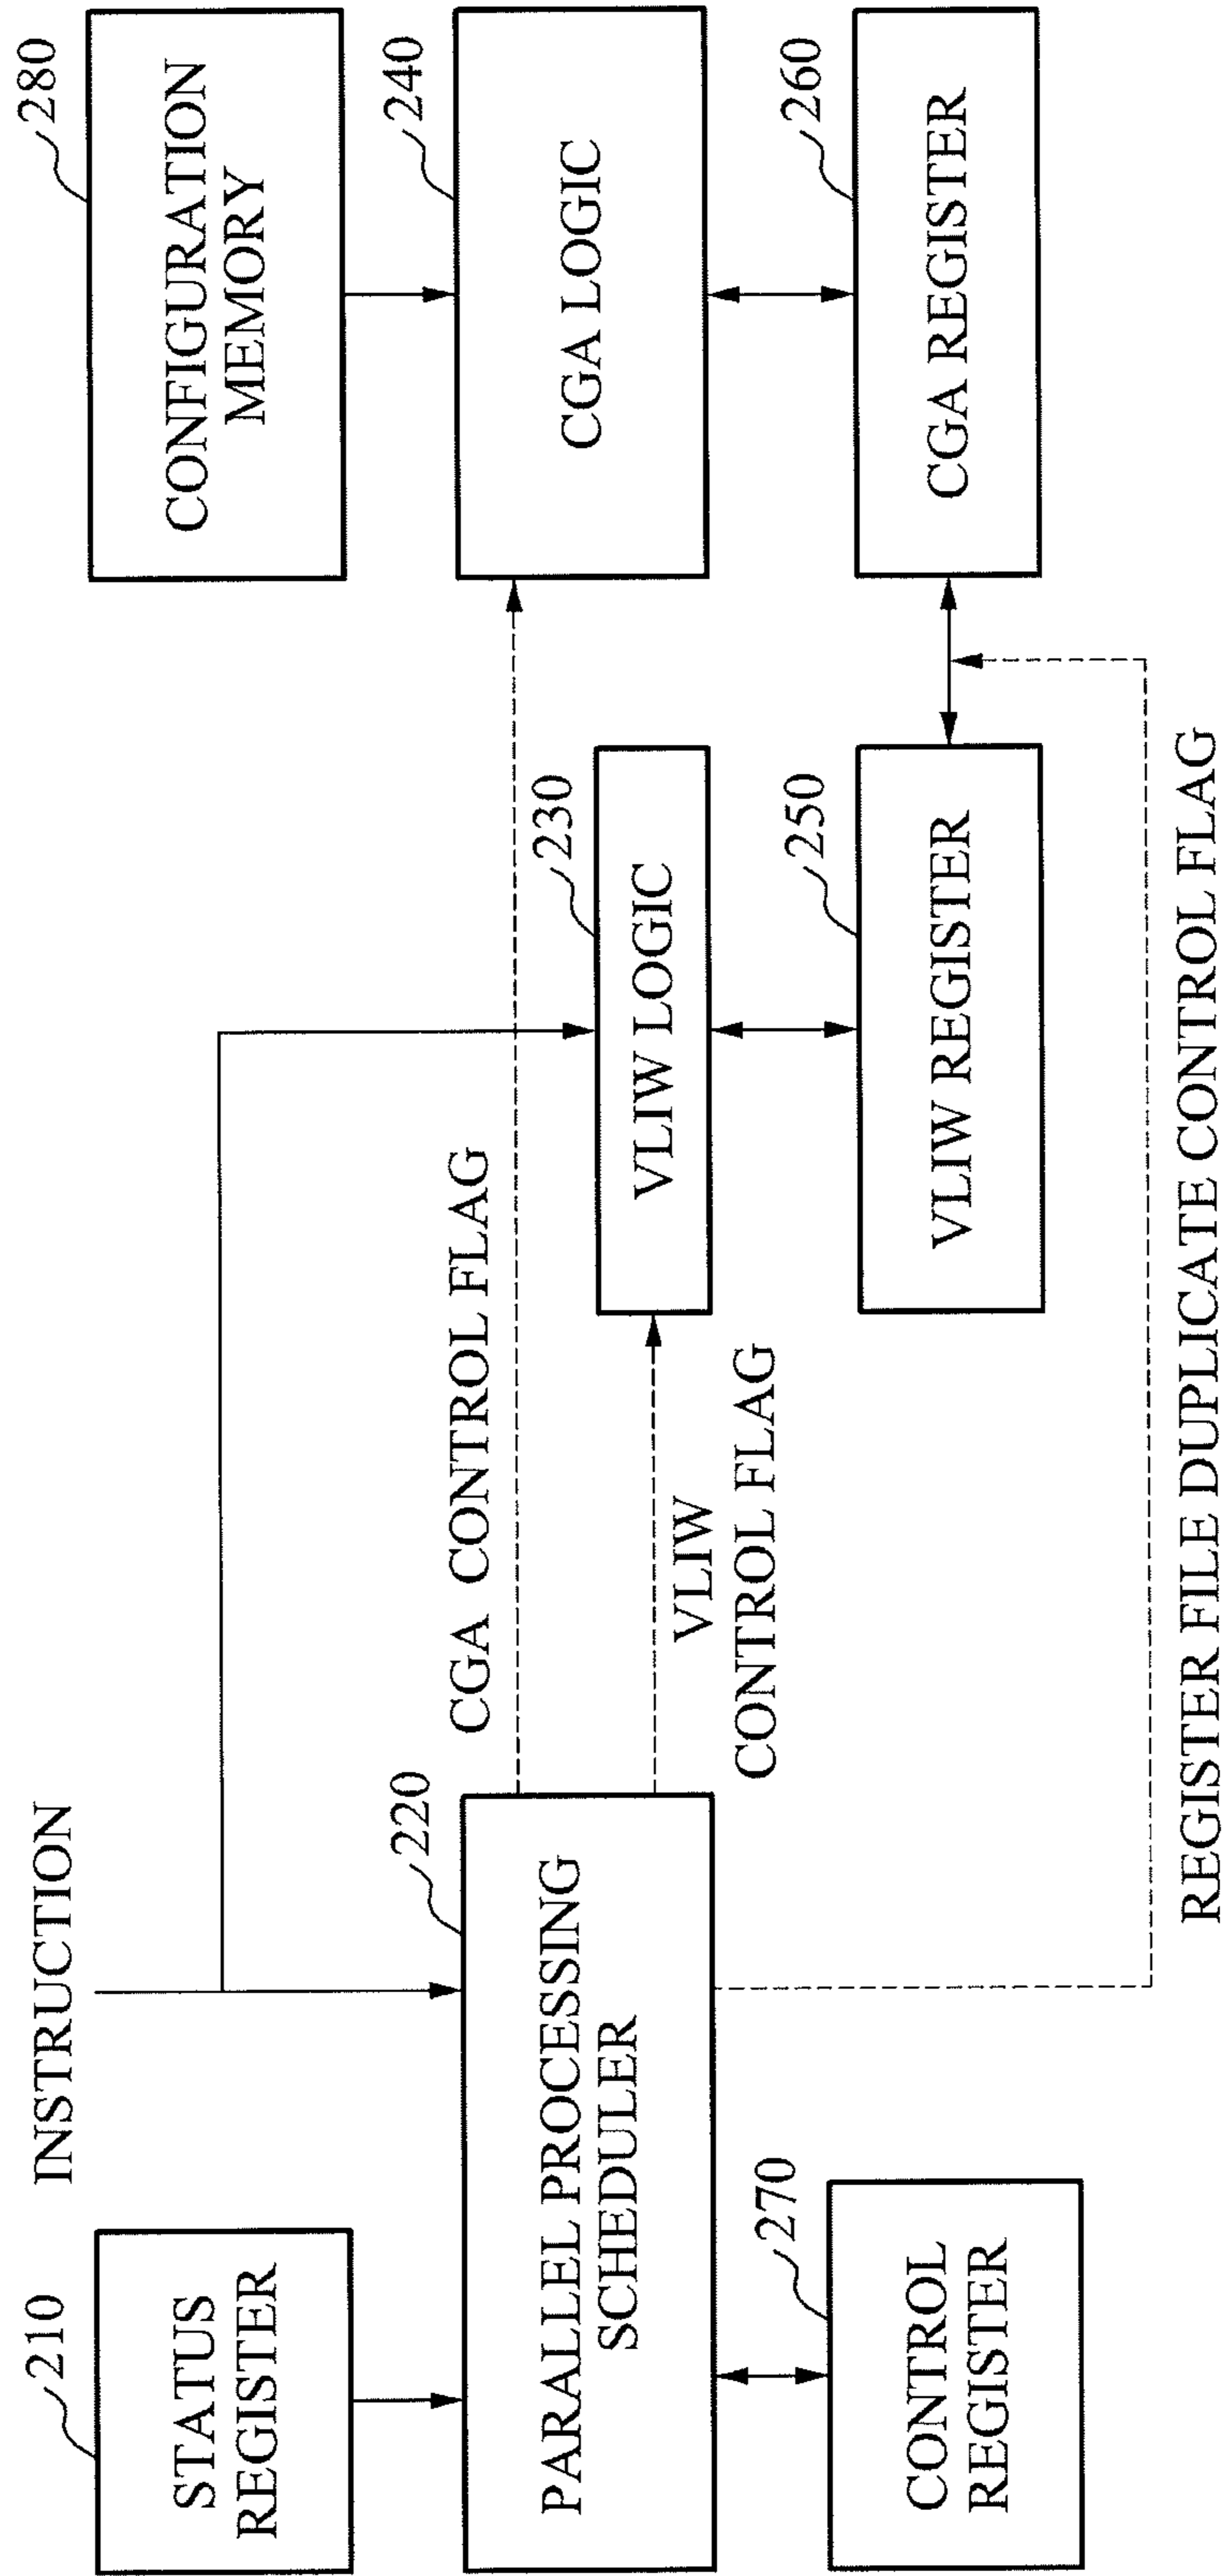 210
STATUS
REGISTER
INSTRUCTION
280
CONFIGURATION
MEMORY
220
PARALLEL PROCESSING
SCHEDULER
CGA CONTROL FLAG
240
CGA LOGIC
VLIW
CONTROL FLAG
230
VLIW LOGIC
270
CONTROL
REGISTER
250
VLIW REGISTER
260
CGA REGISTER
REGISTER FILE DUPLICATE CONTROL FLAG